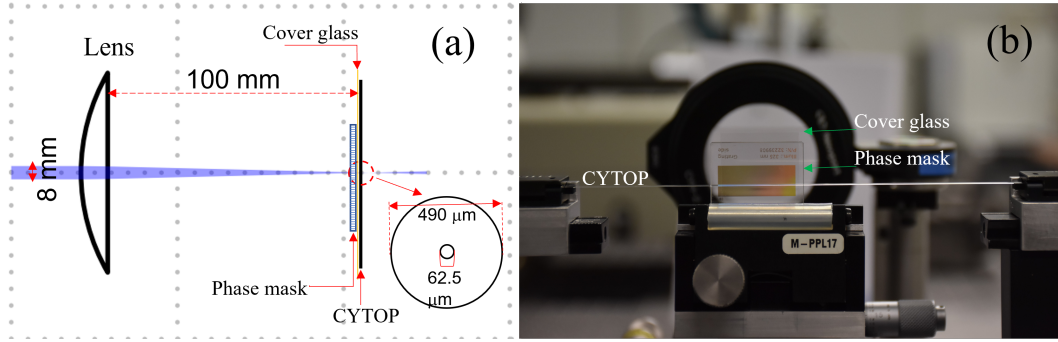 (a)
Cover glass
Lens
100 mm
8 mm
490 μm
62.5
μm
Phase mask
CYTOP
(b)
Cover glass
Phase mask
CYTOP
M-PPL17